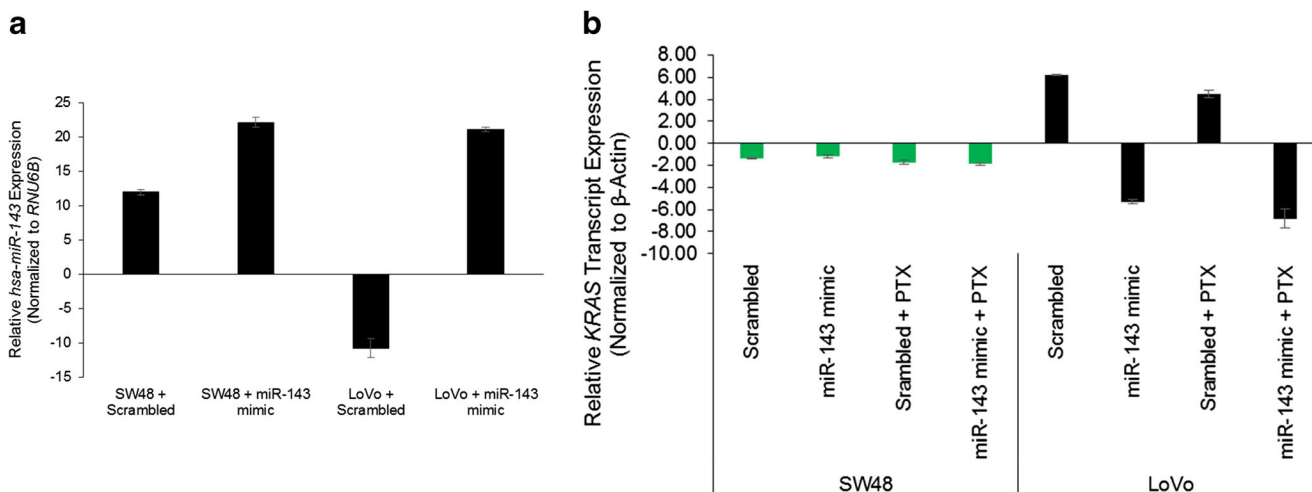 a
Relative hsa-miR-143 Expression
(Normalized to RNU6B)
25
20
15
10
5
0
-5
-10
-15
SW48 +
Scrambled
SW48 + miR-143
mimic
LoVo +
Scrambled
LoVo + miR-143
mimic
b
Relative KRAS Transcript Expression
(Normalized to β-Actin)
8.00
6.00
4.00
2.00
0.00
-2.00
-4.00
-6.00
-8.00
-10.00
Scrambled
miR-143 mimic
Srambled + PTX
miR-143 mimic + PTX
Scrambled
miR-143 mimic
Srambled + PTX
miR-143 mimic + PTX
SW48
LoVo